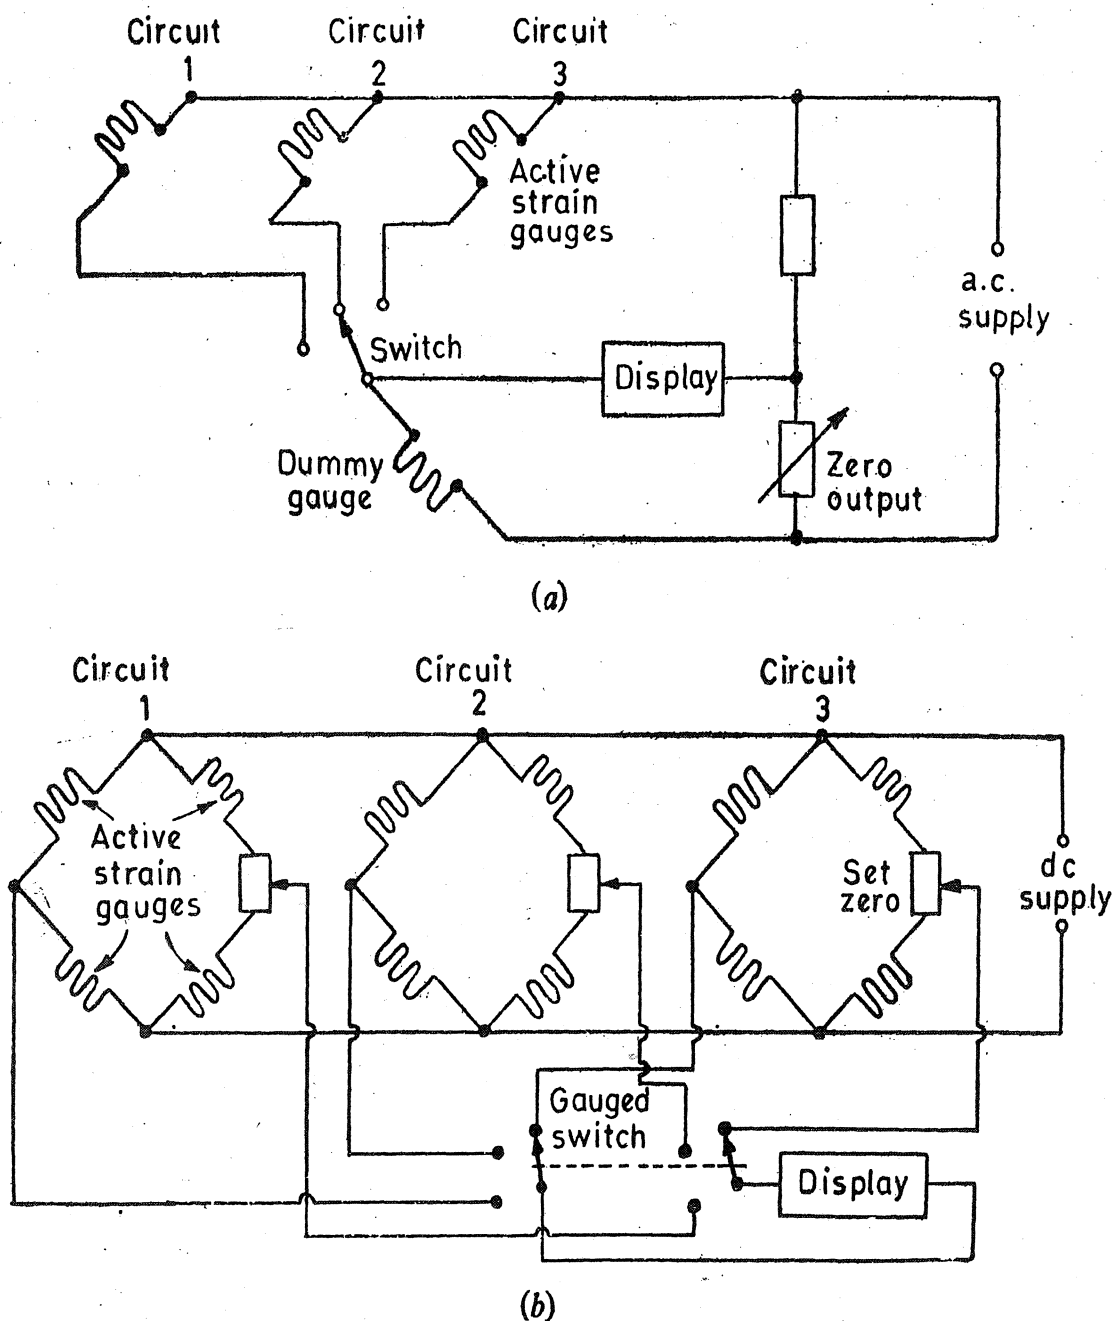 Circuit
1
Circuit
2
Circuit
3
Active
strain
gauges
a.c.
supply
Switch
Display
Dummy
gauge
Zero
output
(a)
Circuit
1
Circuit
2
Circuit
3
Active
strain
gauges
Set
zero
dc
supply
Gauged
switch
Display
(b)